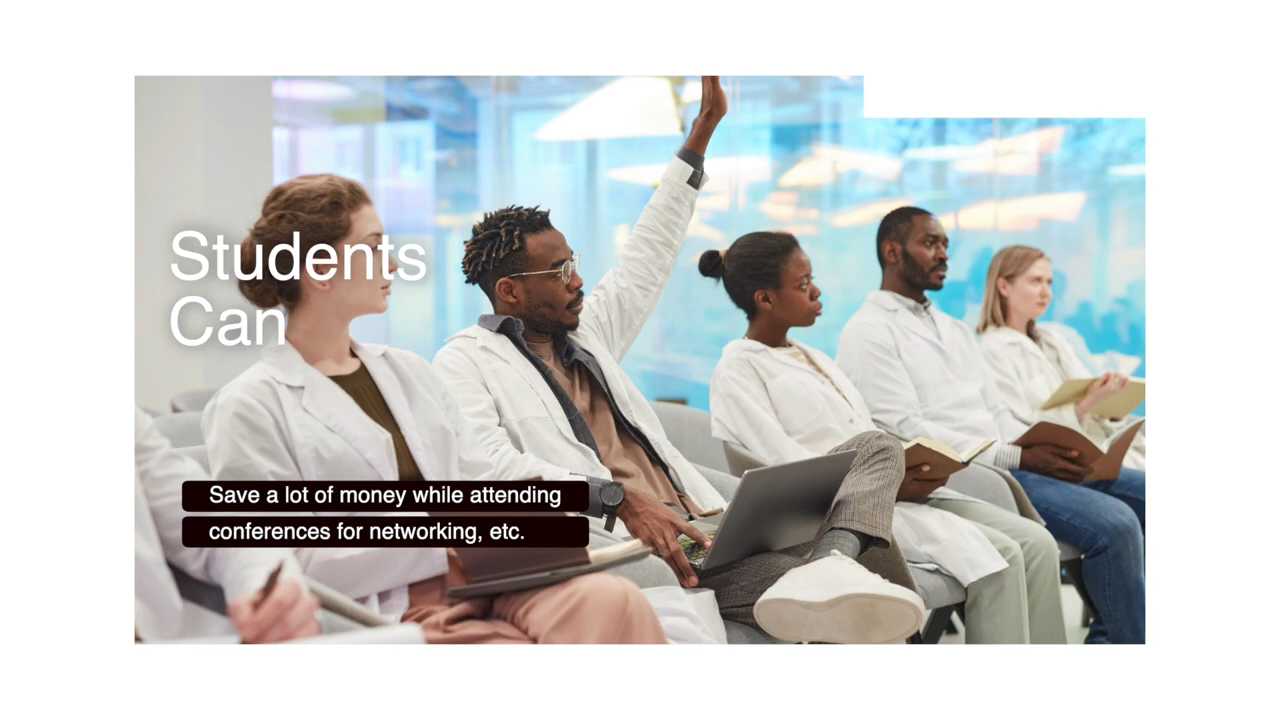 Students
Can
Save a lot of money while attending
conferences for networking, etc.